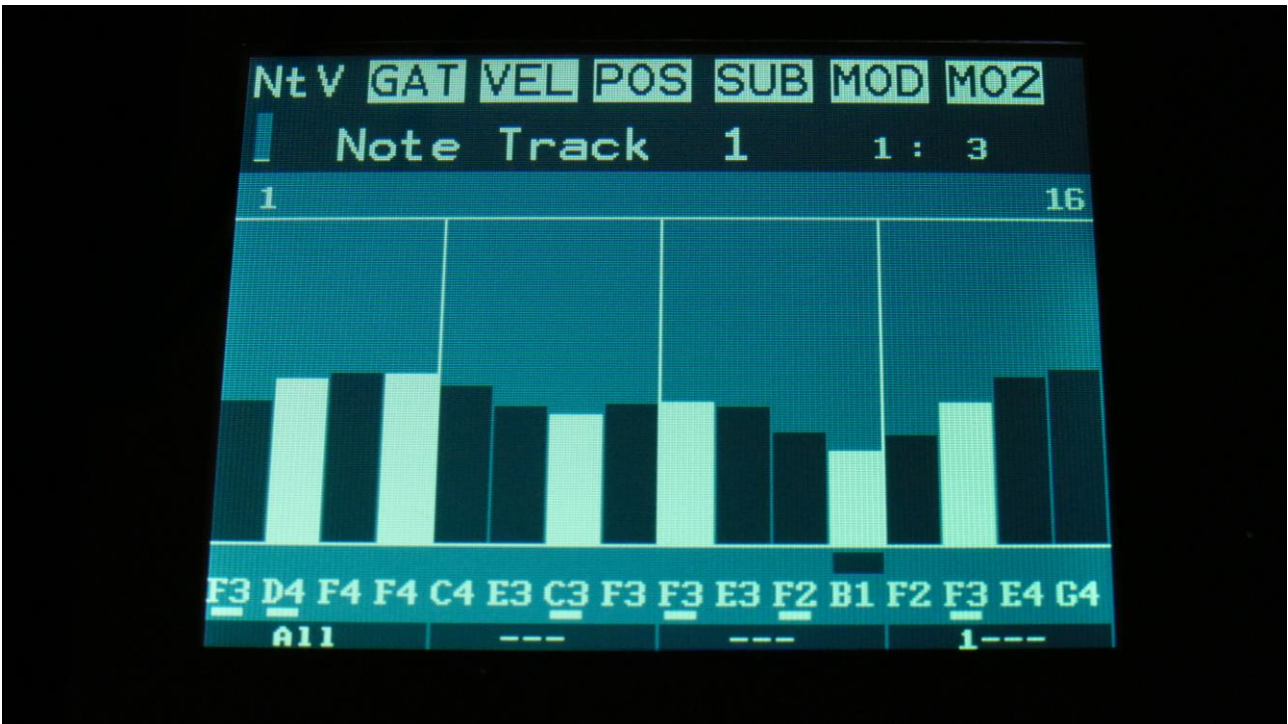 NtV GAT VEL POS SUB MOD MO2
Note Track 1 1: 3
1 16
F3 D4 F4 F4 C4 E3 C3 F3 F3 E3 F2 B1 F2 F3 E4 G4
All --- --- 1---